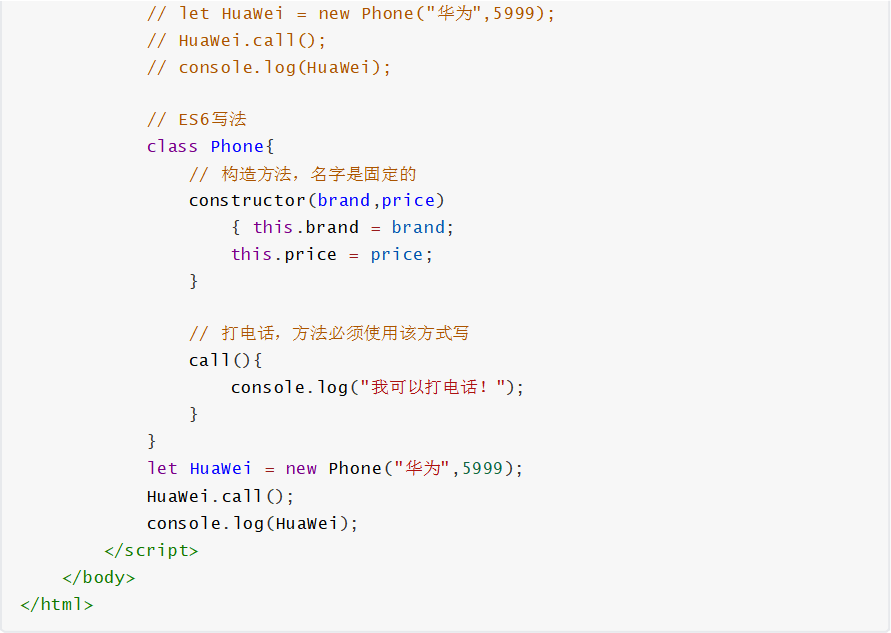 // let HuaWei = new Phone("华为",5999);
// HuaWei.call();
// console.log(HuaWei);
// ES6写法
class Phone{
// 构造方法，名字是固定的
constructor(brand,price)
{ this.brand = brand;
this.price = price;
}
// 打电话，方法必须使用该方式写
call(){
console.log("我可以打电话！");
}
}
let HuaWei = new Phone("华为",5999);
HuaWei.call();
console.log(HuaWei);
</script>
</body>
</html>